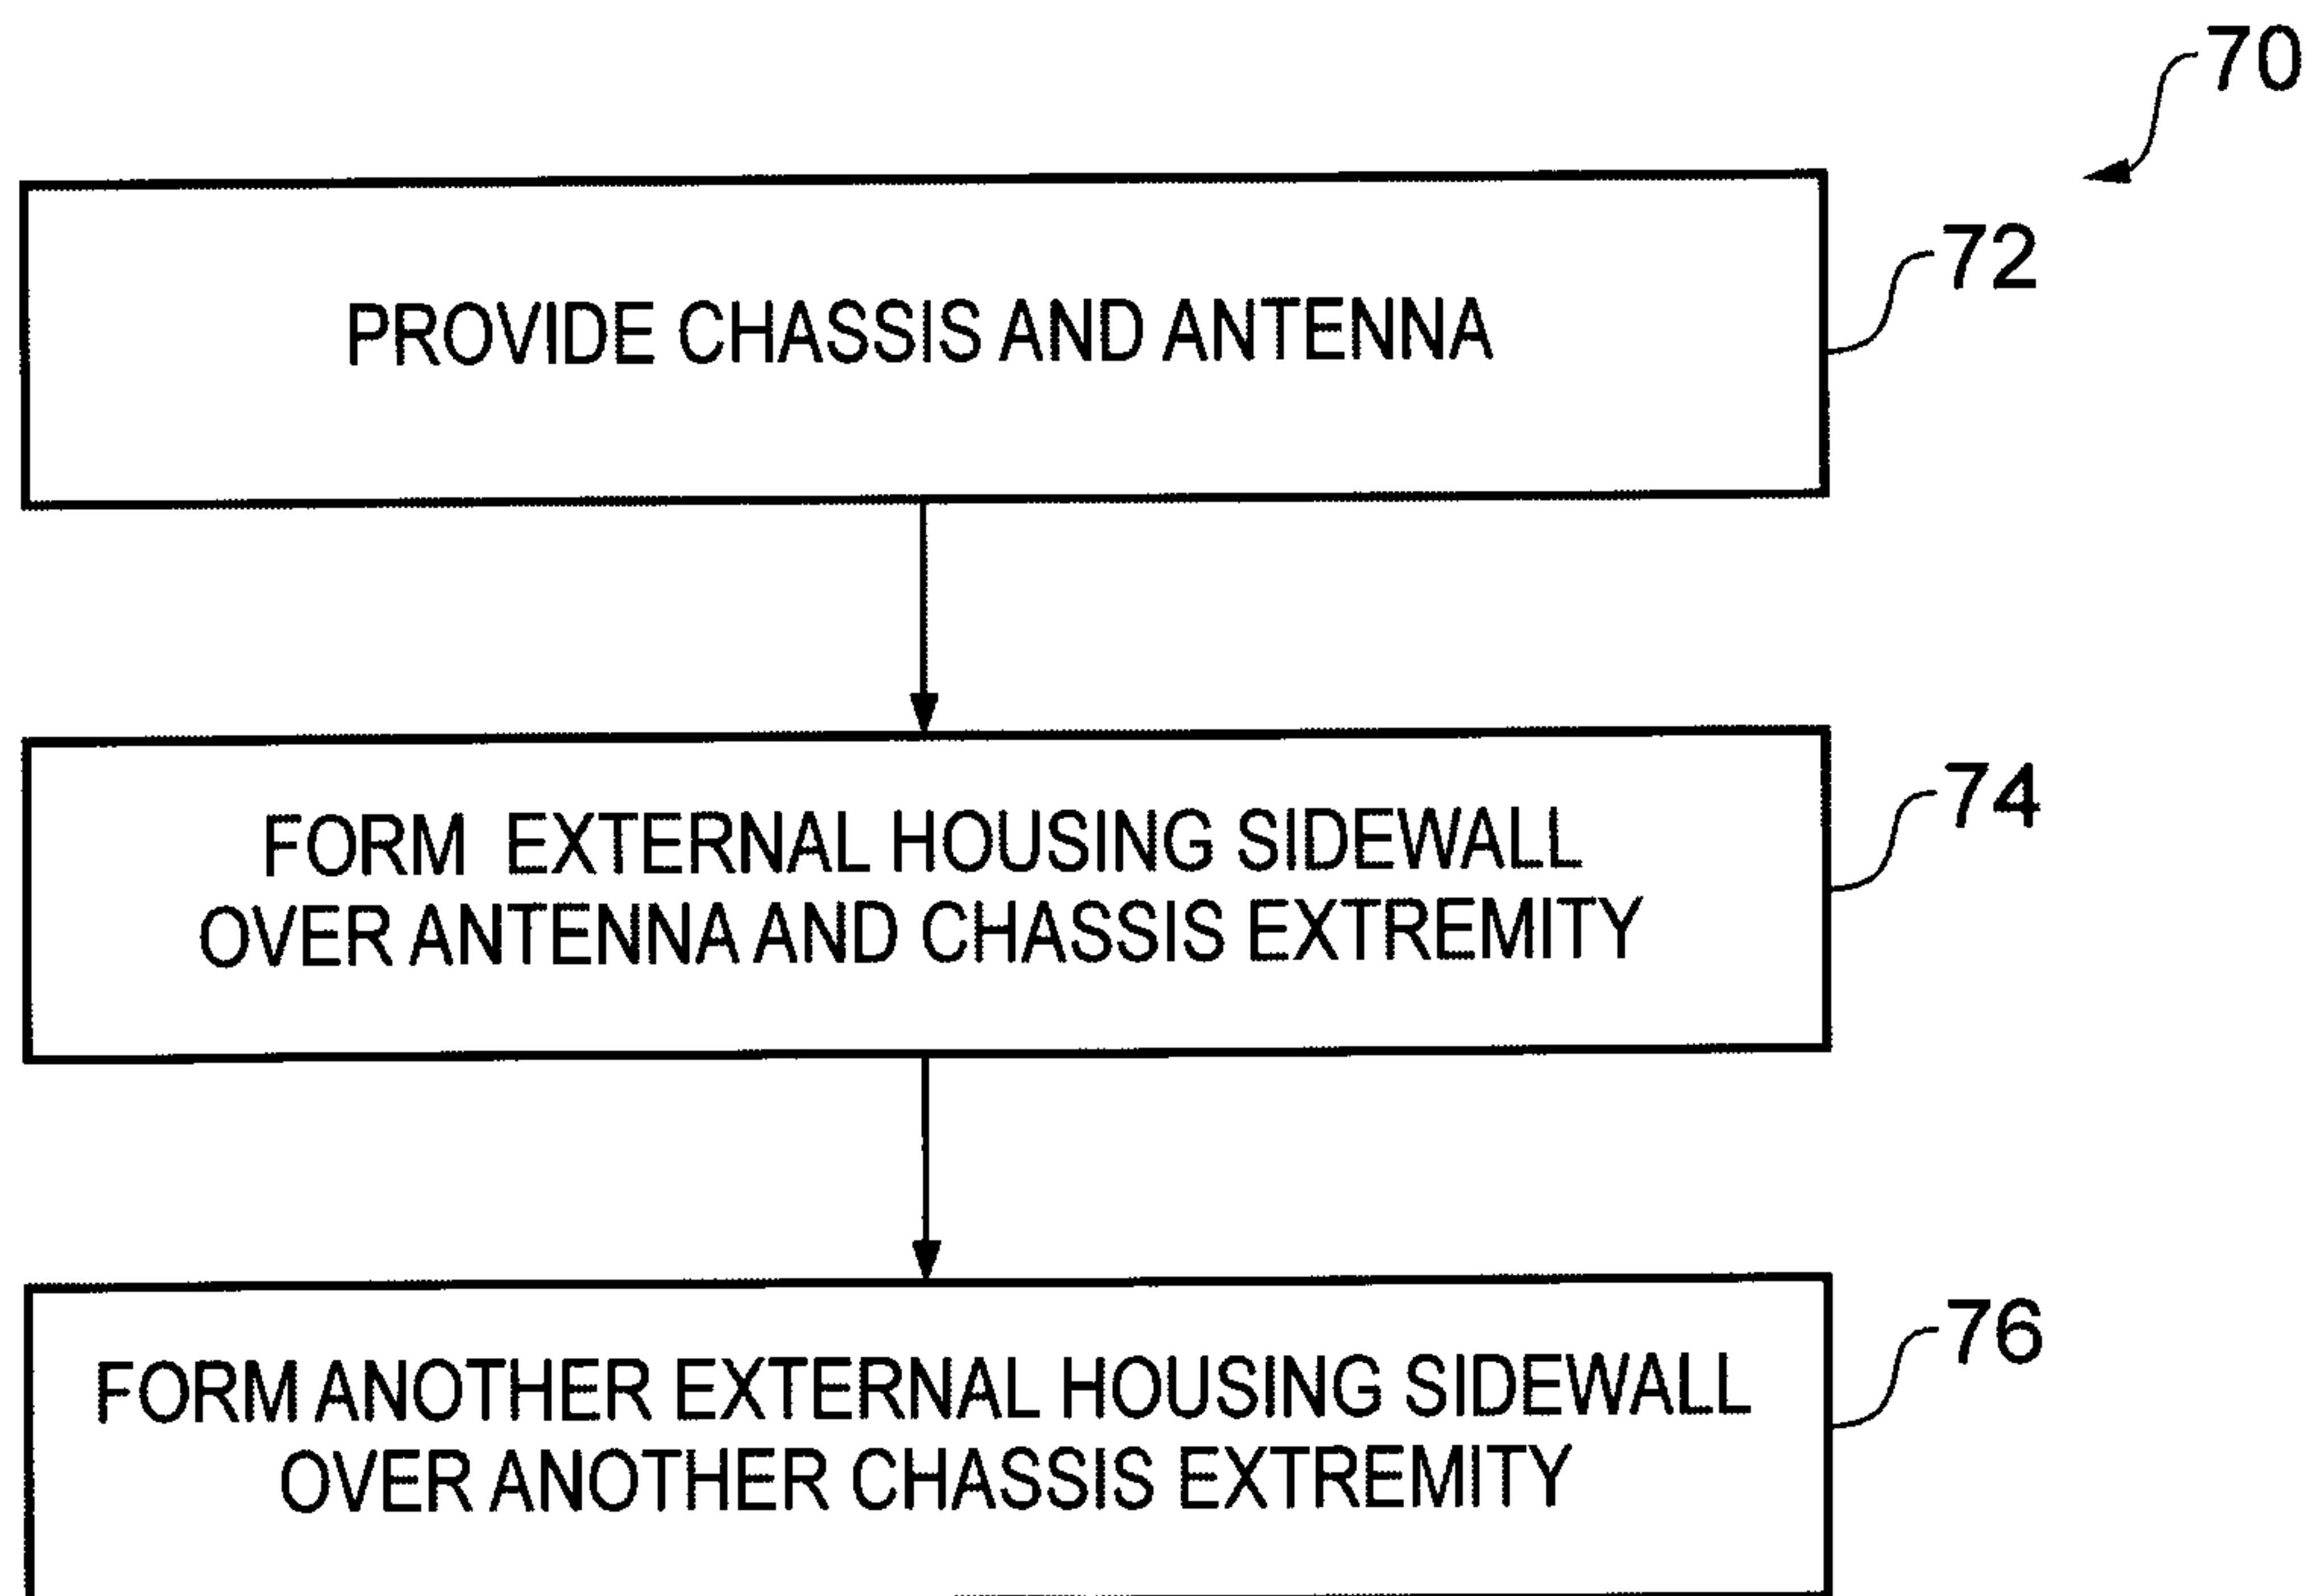 70
72
PROVIDE CHASSIS AND ANTENNA
74
FORM EXTERNAL HOUSING SIDEWALL
OVER ANTENNA AND CHASSIS EXTREMITY
76
FORM ANOTHER EXTERNAL HOUSING SIDEWALL
OVER ANOTHER CHASSIS EXTREMITY